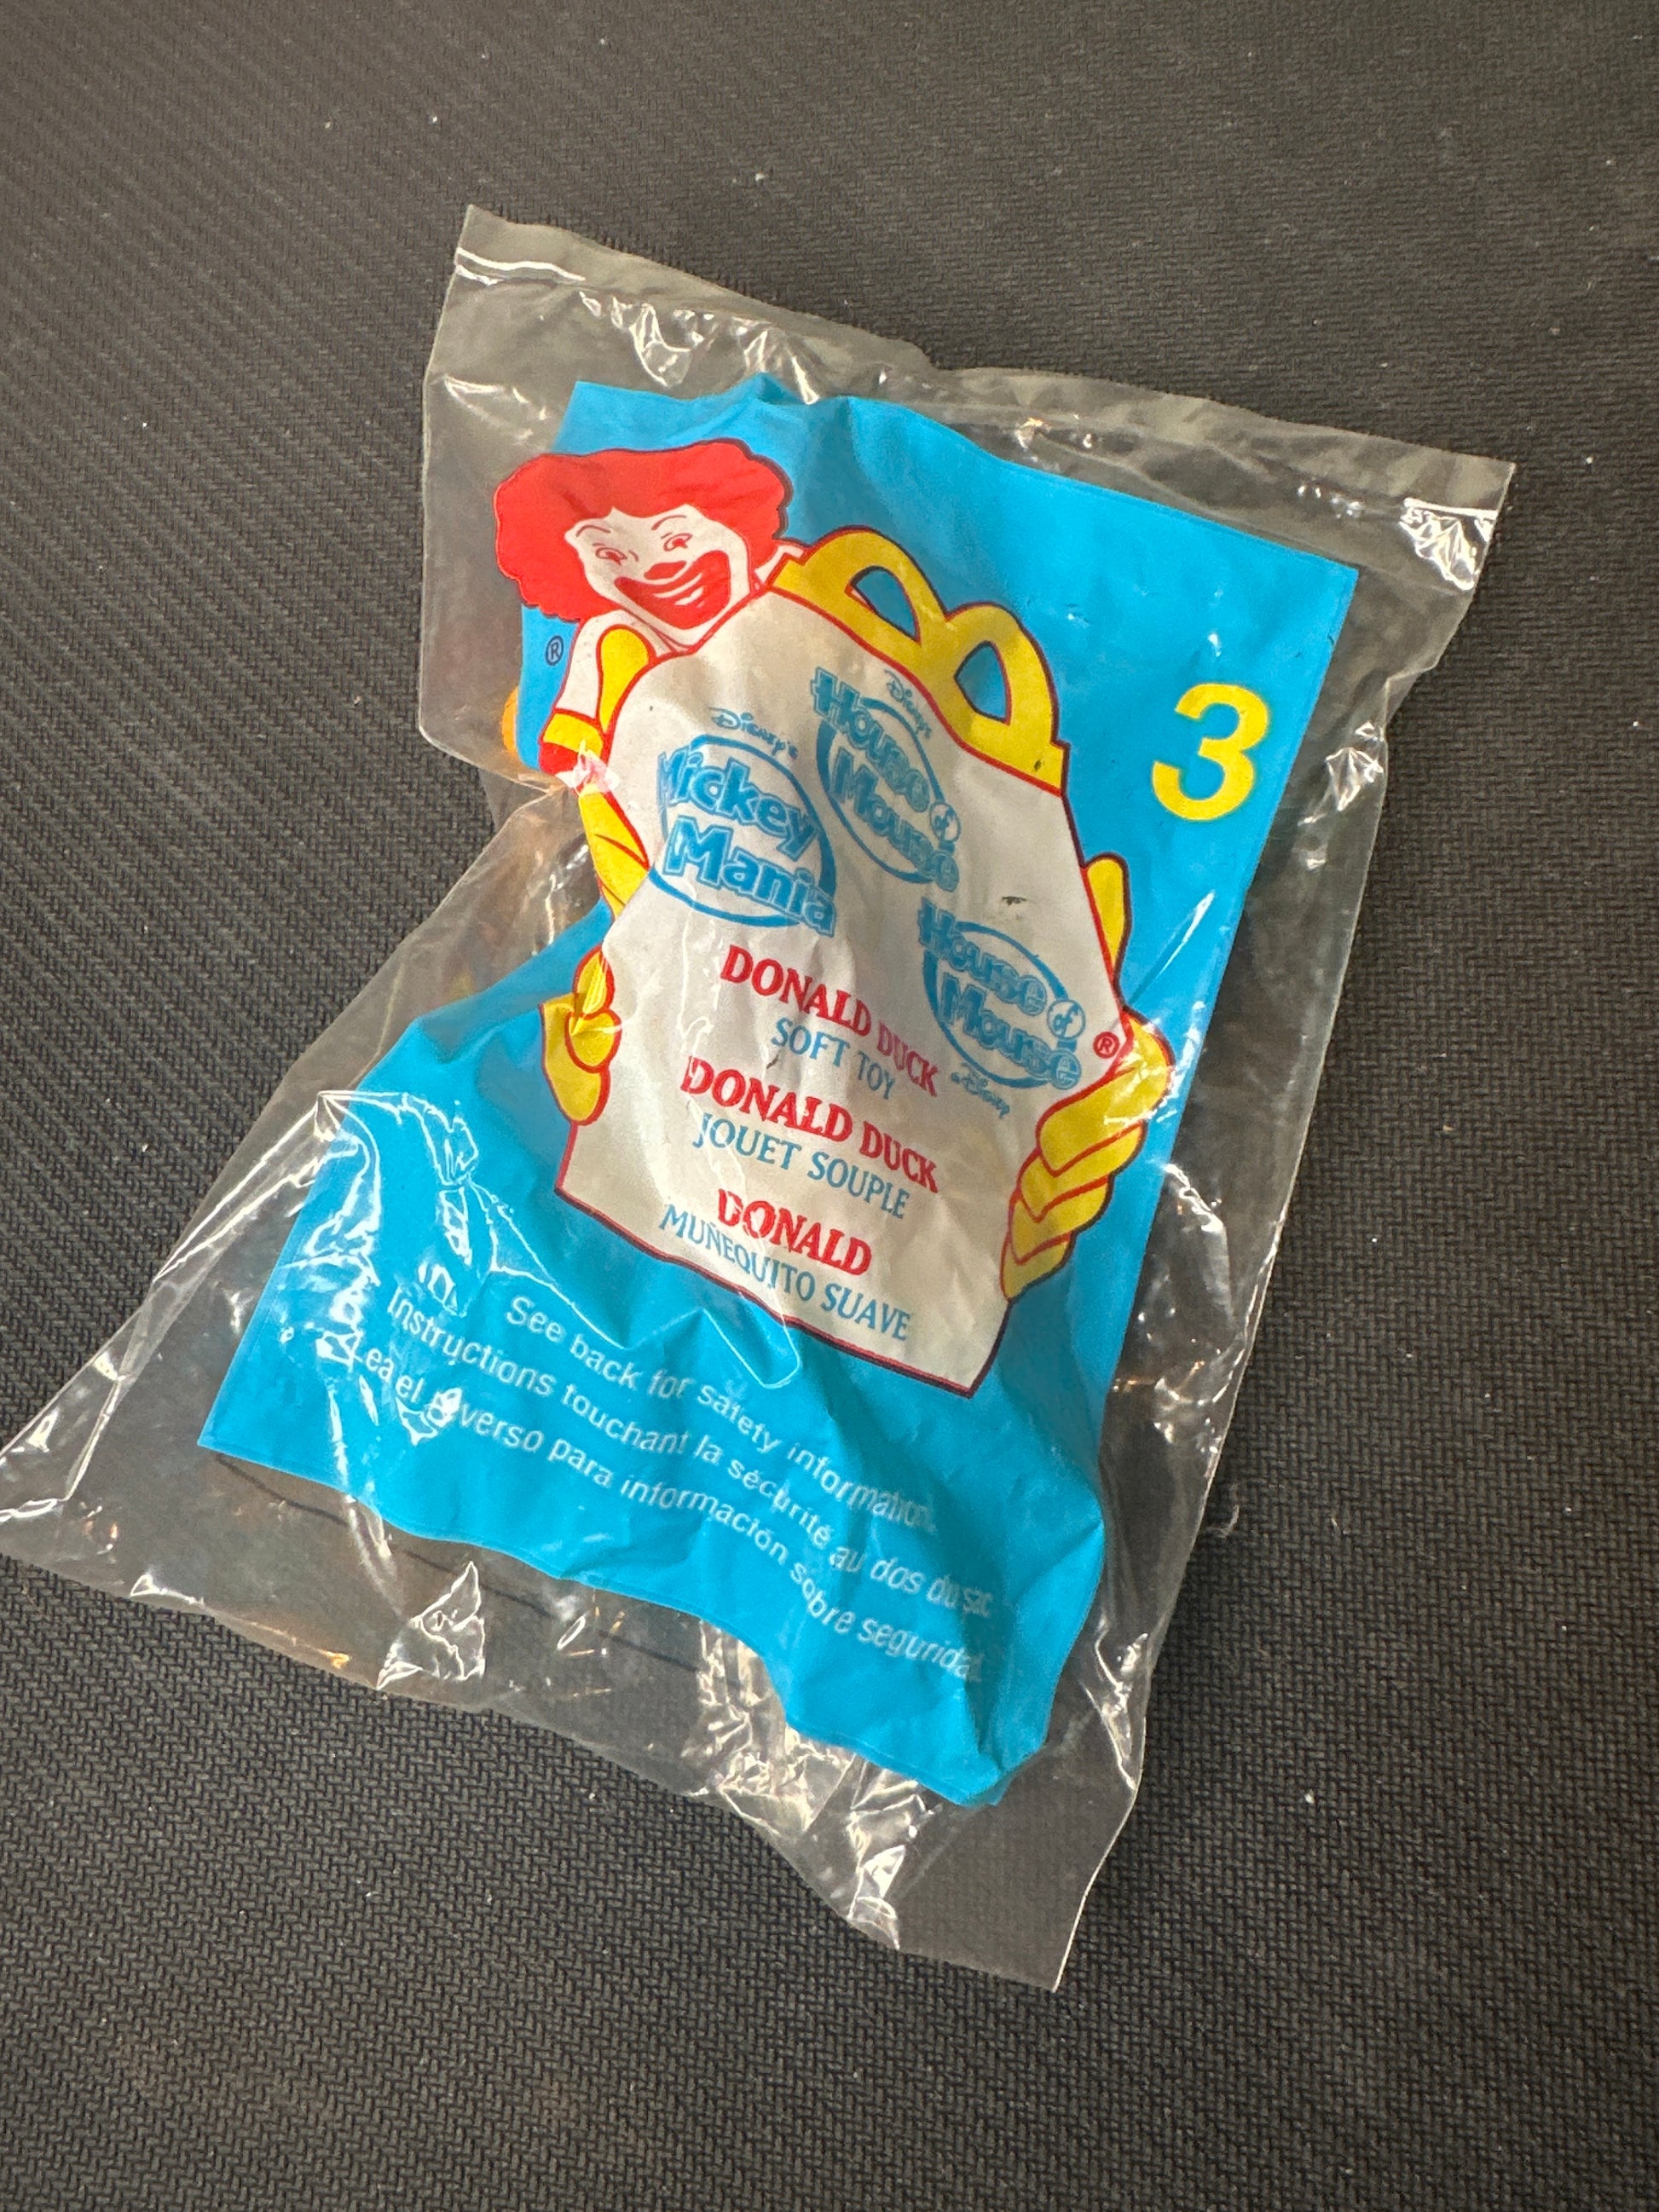 3
®
Disney's
Mickey
Mania
Disney's
House of
Mouse
House of
Mouse
Disney
®
DONALD DUCK
SOFT TOY
DONALD DUCK
JOUET SOUPLE
DONALD
MUÑEQUITO SUAVE
See back for safety information.
Instructions touchant la sécurité au dos du sac
Lea el reverso para información sobre seguridad.